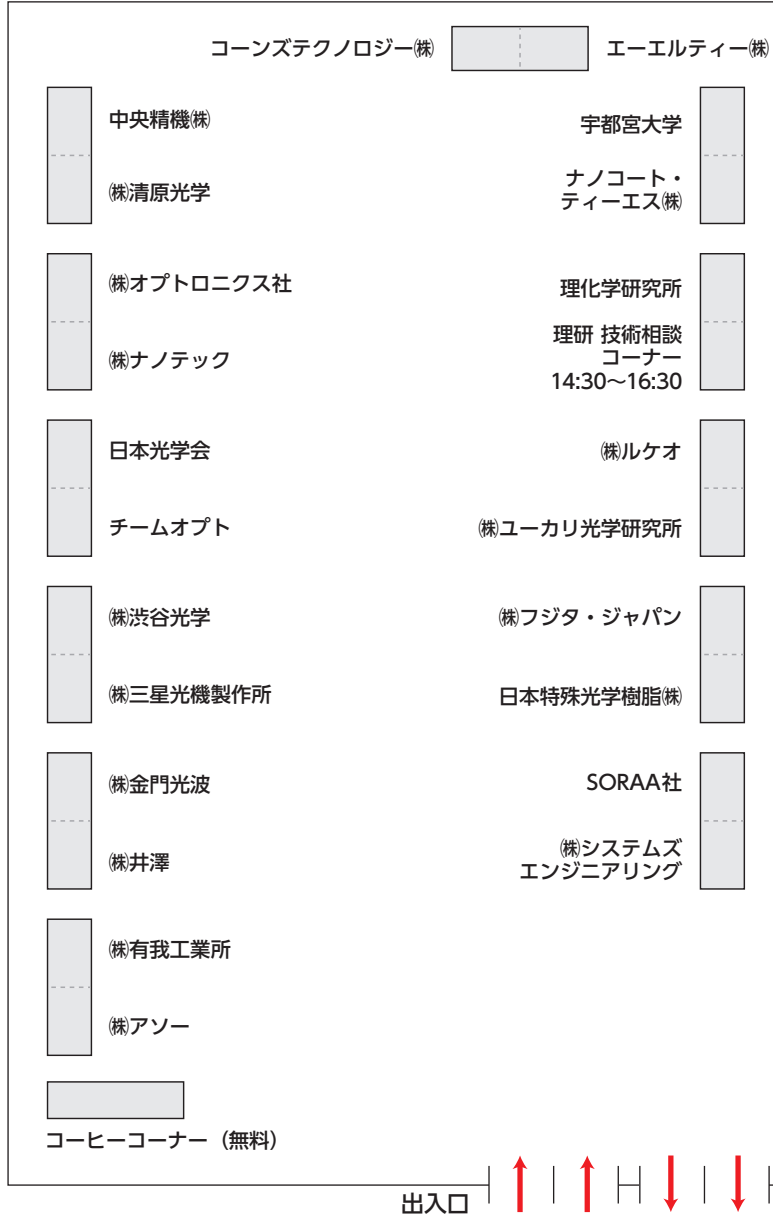 コーンズテクノロジー㈱
エーエルティー㈱
中央精機㈱
㈱清原光学
㈱オプトロニクス社
㈱ナノテック
日本光学会
チームオプト
㈱渋谷光学
㈱三星光機製作所
㈱金門光波
㈱井澤
㈱有我工業所
㈱アソー
コーヒーコーナー（無料）
宇都宮大学
ナノコート・
ティーエス㈱
理化学研究所
理研 技術相談
コーナー
14:30～16:30
㈱ルケオ
㈱ユーカリ光学研究所
㈱フジタ・ジャパン
日本特殊光学樹脂㈱
SORAA社
㈱システムズ
エンジニアリング
出入口